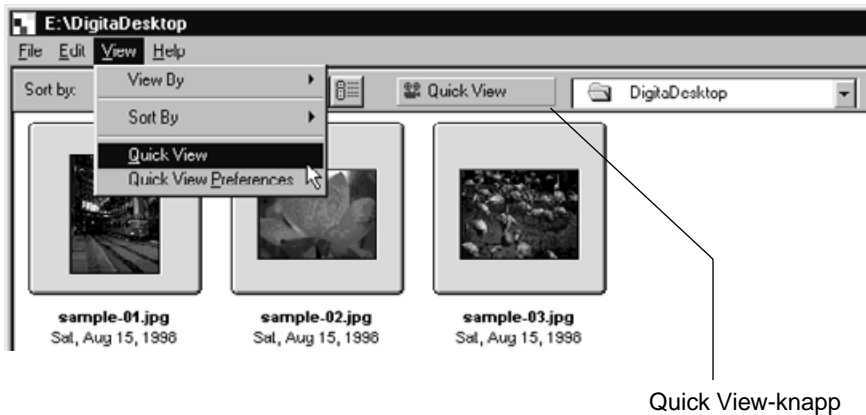 E:\DigitaDesktop
File Edit View Help
Sort by: Quick View DigitaDesktop
View By
Sort By
Quick View
Quick View Preferences
sample-01.jpg sample-02.jpg sample-03.jpg
Sat, Aug 15, 1998 Sat, Aug 15, 1998 Sat, Aug 15, 1998
Quick View-knapp